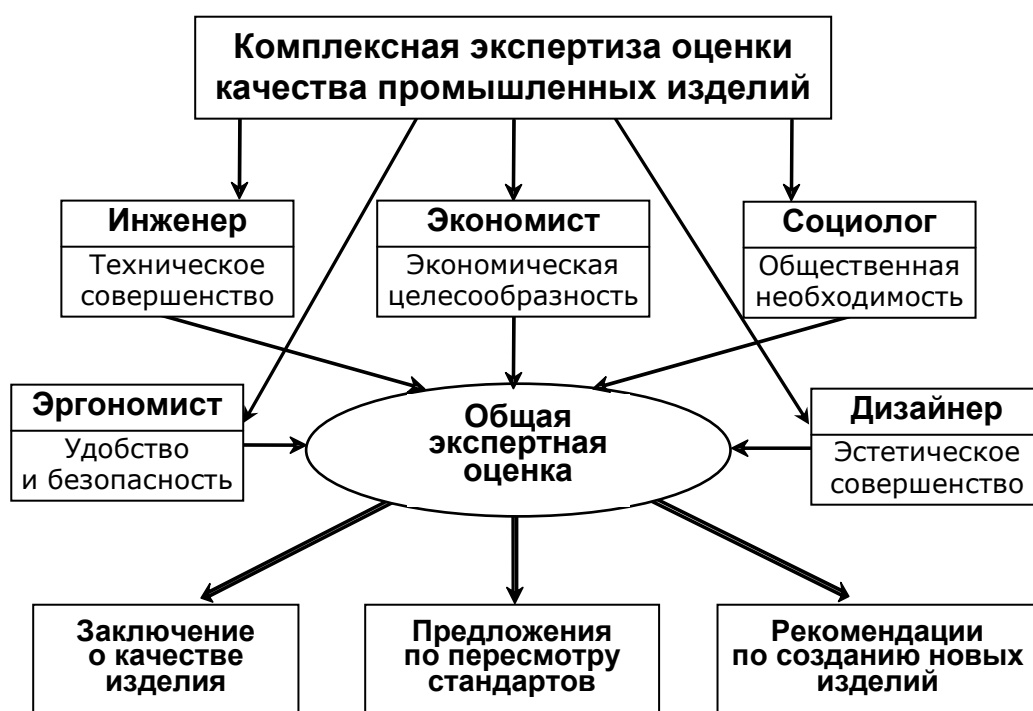 Комплексная экспертиза оценки
качества промышленных изделий
Инженер
Техническое
совершенство
Экономист
Экономическая
целесообразность
Социолог
Общественная
необходимость
Эргономист
Удобство
и безопасность
Общая
экспертная
оценка
Дизайнер
Эстетическое
совершенство
Заключение
о качестве
изделия
Предложения
по пересмотру
стандартов
Рекомендации
по созданию новых
изделий